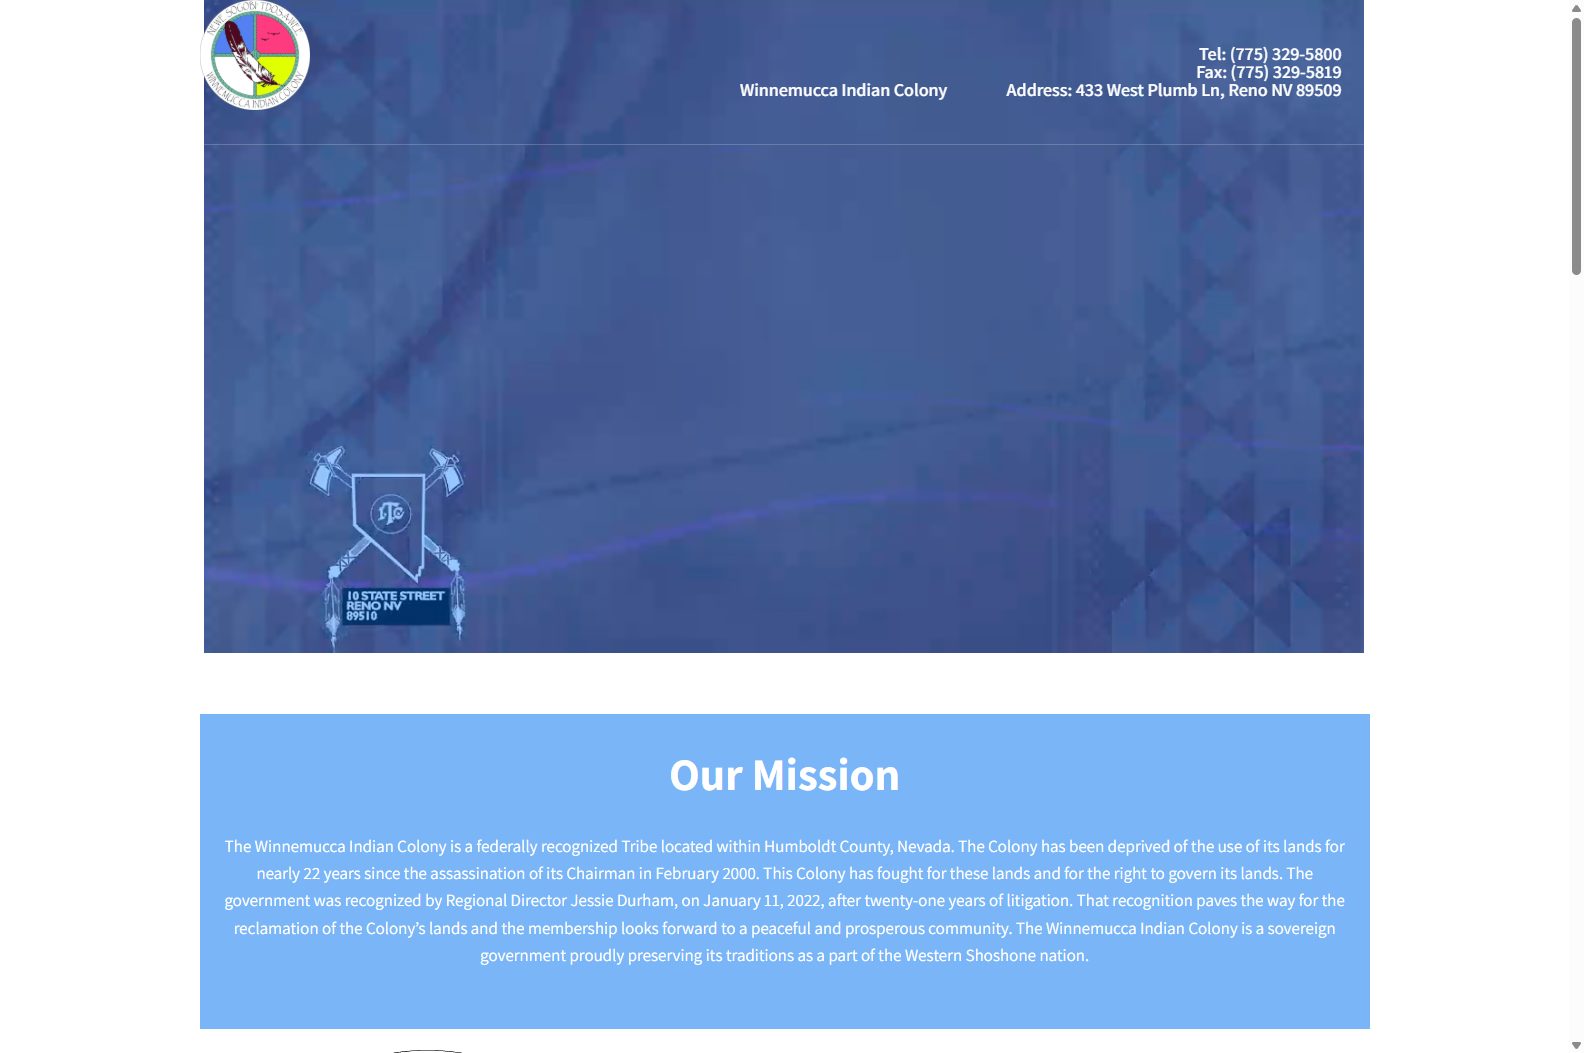 NEWE SOGOBI TDOSA-WEE
WINNEMUCCA INDIAN COLONY
Tel: (775) 329-5800
Fax: (775) 329-5819
Winnemucca Indian Colony
Address: 433 West Plumb Ln, Reno NV 89509
ITC
10 STATE STREET
RENO NV
89510
Our Mission
The Winnemucca Indian Colony is a federally recognized Tribe located within Humboldt County, Nevada. The Colony has been deprived of the use of its lands for
nearly 22 years since the assassination of its Chairman in February 2000. This Colony has fought for these lands and for the right to govern its lands. The
government was recognized by Regional Director Jessie Durham, on January 11, 2022, after twenty-one years of litigation. That recognition paves the way for the
reclamation of the Colony’s lands and the membership looks forward to a peaceful and prosperous community. The Winnemucca Indian Colony is a sovereign
government proudly preserving its traditions as a part of the Western Shoshone nation.